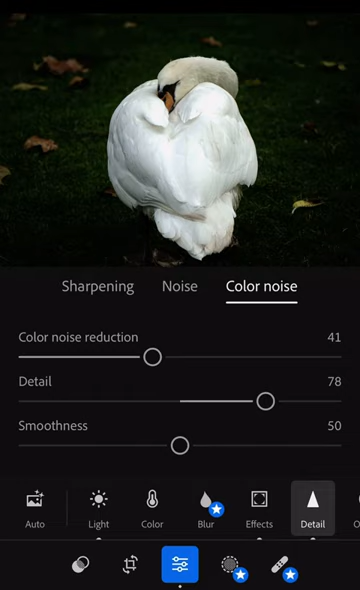 Sharpening Noise Color noise
Color noise reduction 41
Detail 78
Smoothness 50
Auto Light Color Blur Effects Detail